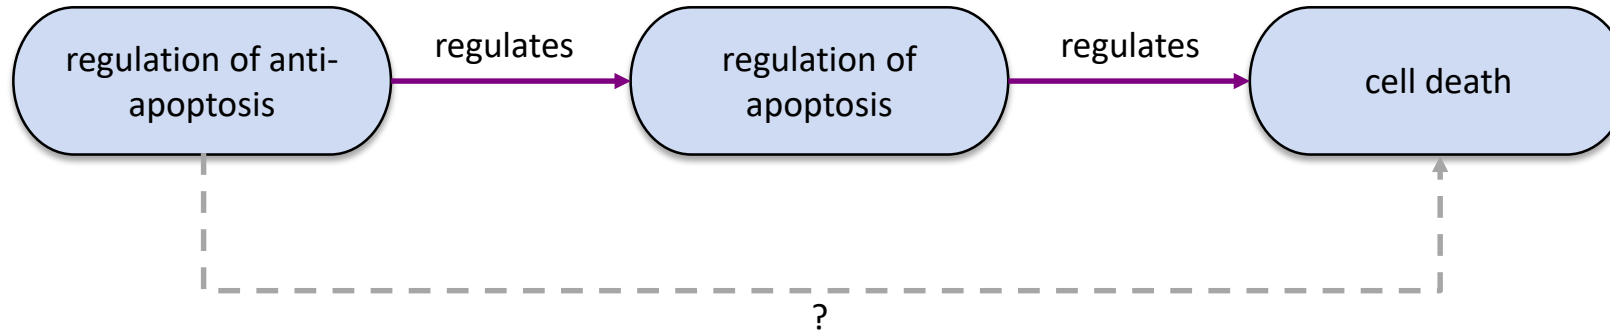 regulation of anti-
apoptosis
regulates
regulation of
apoptosis
regulates
cell death
?